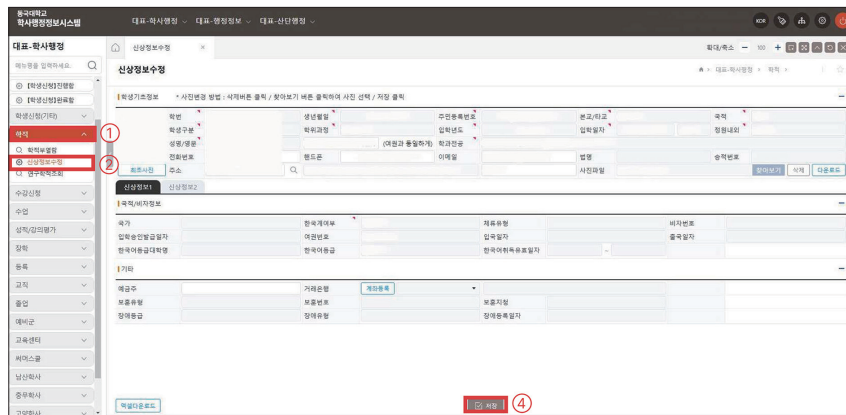 동국대학교
학사행정정보시스템
대표-학사행정 대표-행정정보 대표-산단행정
KOR
대표-학사행정
신상정보수정 ×
확대/축소 - 100 +
메뉴명을 입력하세요.
신상정보수정
대표-학사행정 > 학적 >
[학생신청]진행함
[학생신청]완료함
학생신청(기타)
학적 ①
학적부열람
신상정보수정 ②
연구학적조회
수강신청
수업
성적/강의평가
장학
등록
교직
졸업
예비군
교육센터
써머스쿨
남산학사
충무학사
고양학사
학생기초정보 * 사진변경 방법 : 삭제버튼 클릭 / 찾아보기 버튼 클릭하여 사진 선택 / 저장 클릭
학번 생년월일 주민등록번호 본교/타교 국적
학생구분 학위과정 입학년도 입학일자 정원내외
성명/영문 (여권과 동일하게) 학과전공
전화번호 핸드폰 이메일 법명 승적번호
최초사진 주소 사진파일 찾아보기 삭제 다운로드
신상정보1 신상정보2
국적/비자정보
국가 한국계여부 체류유형 비자번호
입학승인발급일자 여권번호 입국일자 출국일자
한국어등급대학명 한국어등급 한국어취득유효일자 ~
기타
예금주 거래은행 계좌등록
보훈유형 보훈번호 보훈지청
장애등급 장애유형 장애등록일자
엑셀다운로드 저장 ④